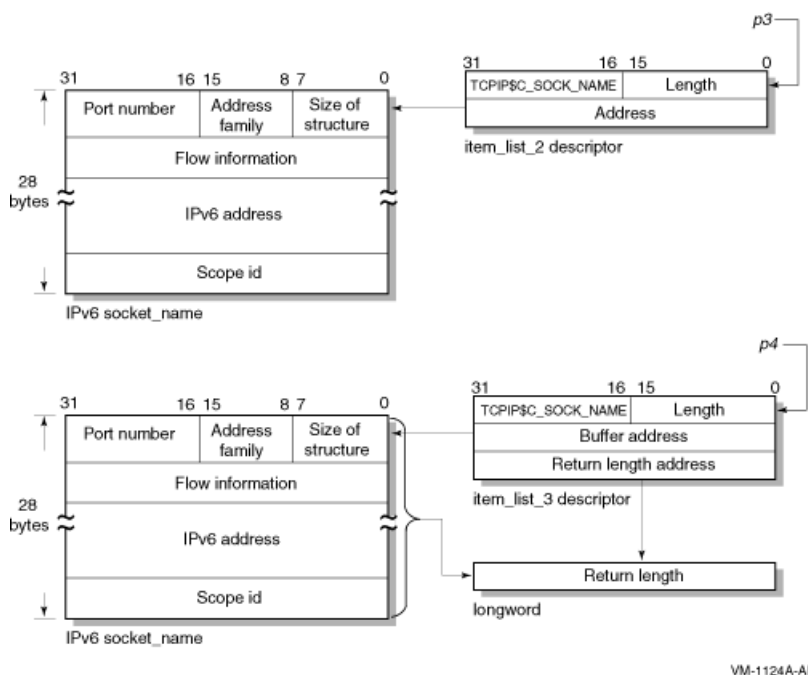 p3
31 16 15 0
TCPIP$C_SOCK_NAME Length
Address
item_list_2 descriptor
31 16 15 8 7 0
Port number Address family Size of structure
Flow information
28 bytes
IPv6 address
Scope id
IPv6 socket_name
p4
31 16 15 0
TCPIP$C_SOCK_NAME Length
Buffer address
Return length address
item_list_3 descriptor
31 16 15 8 7 0
Port number Address family Size of structure
Flow information
28 bytes
IPv6 address
Scope id
IPv6 socket_name
Return length
longword